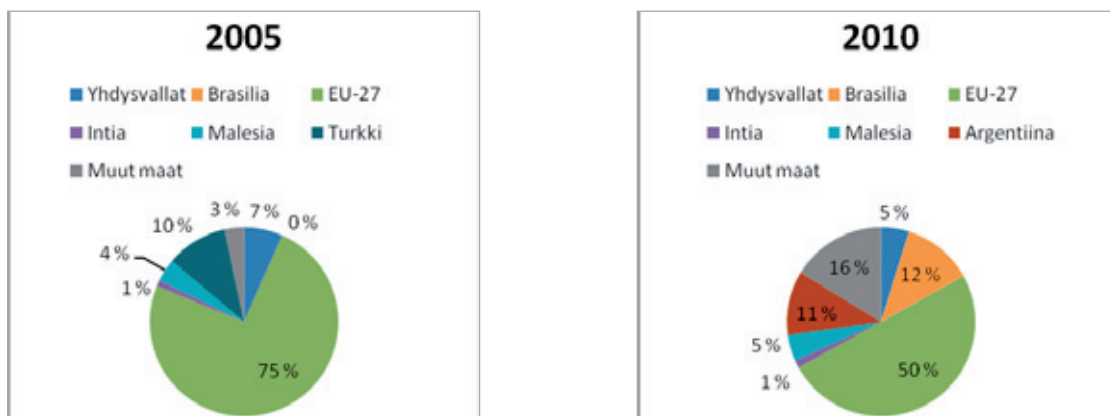 2005
Yhdysvallat Brasilia EU-27
Intia Malesia Turkki
Muut maat
3 % 7 % 0 %
10 %
4 %
1 %
75 %
2010
Yhdysvallat Brasilia EU-27
Intia Malesia Argentiina
Muut maat
5 %
16 % 12 %
11 %
5 %
1 % 50 %